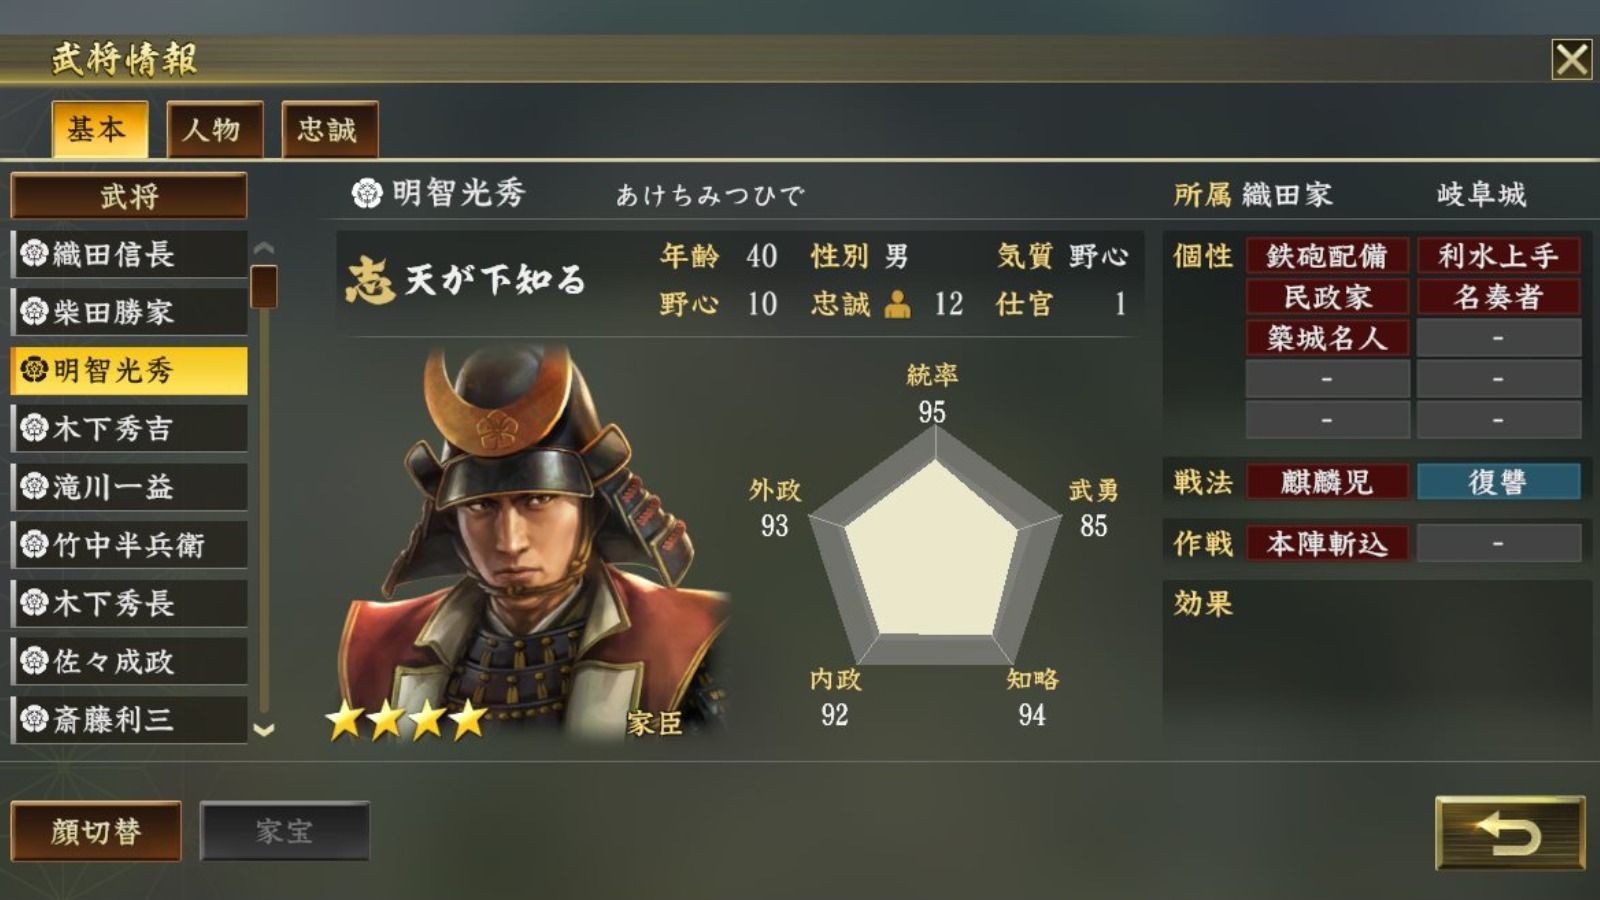 武将情報
基本 人物 忠誠
武将
織田信長
柴田勝家
明智光秀
木下秀吉
滝川一益
竹中半兵衛
木下秀長
佐々成政
斎藤利三
明智光秀 あけちみつひで
志 天が下知る
年齢 40 性別 男 気質 野心
野心 10 忠誠 12 仕官 1
家臣
統率
95
武勇
85
知略
94
内政
92
外政
93
所属 織田家 岐阜城
個性 鉄砲配備 利水上手
民政家 名奏者
築城名人 -
- -
- -
戦法 麒麟児 復讐
作戦 本陣斬込 -
効果
顔切替 家宝